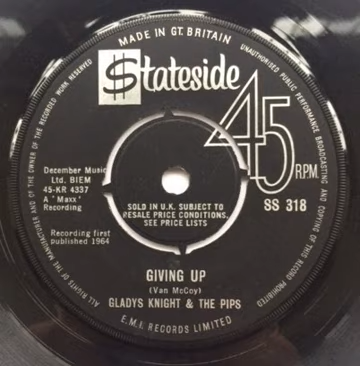 MADE IN GT. BRITAIN
UNAUTHORISED PUBLIC PERFORMANCE BROADCASTING AND COPYING OF THIS RECORD PROHIBITED
ALL RIGHTS OF THE MANUFACTURER AND OF THE OWNER OF THE RECORDED WORK RESERVED
$tateside
45
RPM
SS 318
December Music
Ltd. BIEM
45-KR 4337
A 'Maxx'
Recording
Recording first
published 1964
SOLD IN U.K. SUBJECT TO
RESALE PRICE CONDITIONS,
SEE PRICE LISTS
GIVING UP
(Van McCoy)
GLADYS KNIGHT & THE PIPS
E.M.I. RECORDS LIMITED